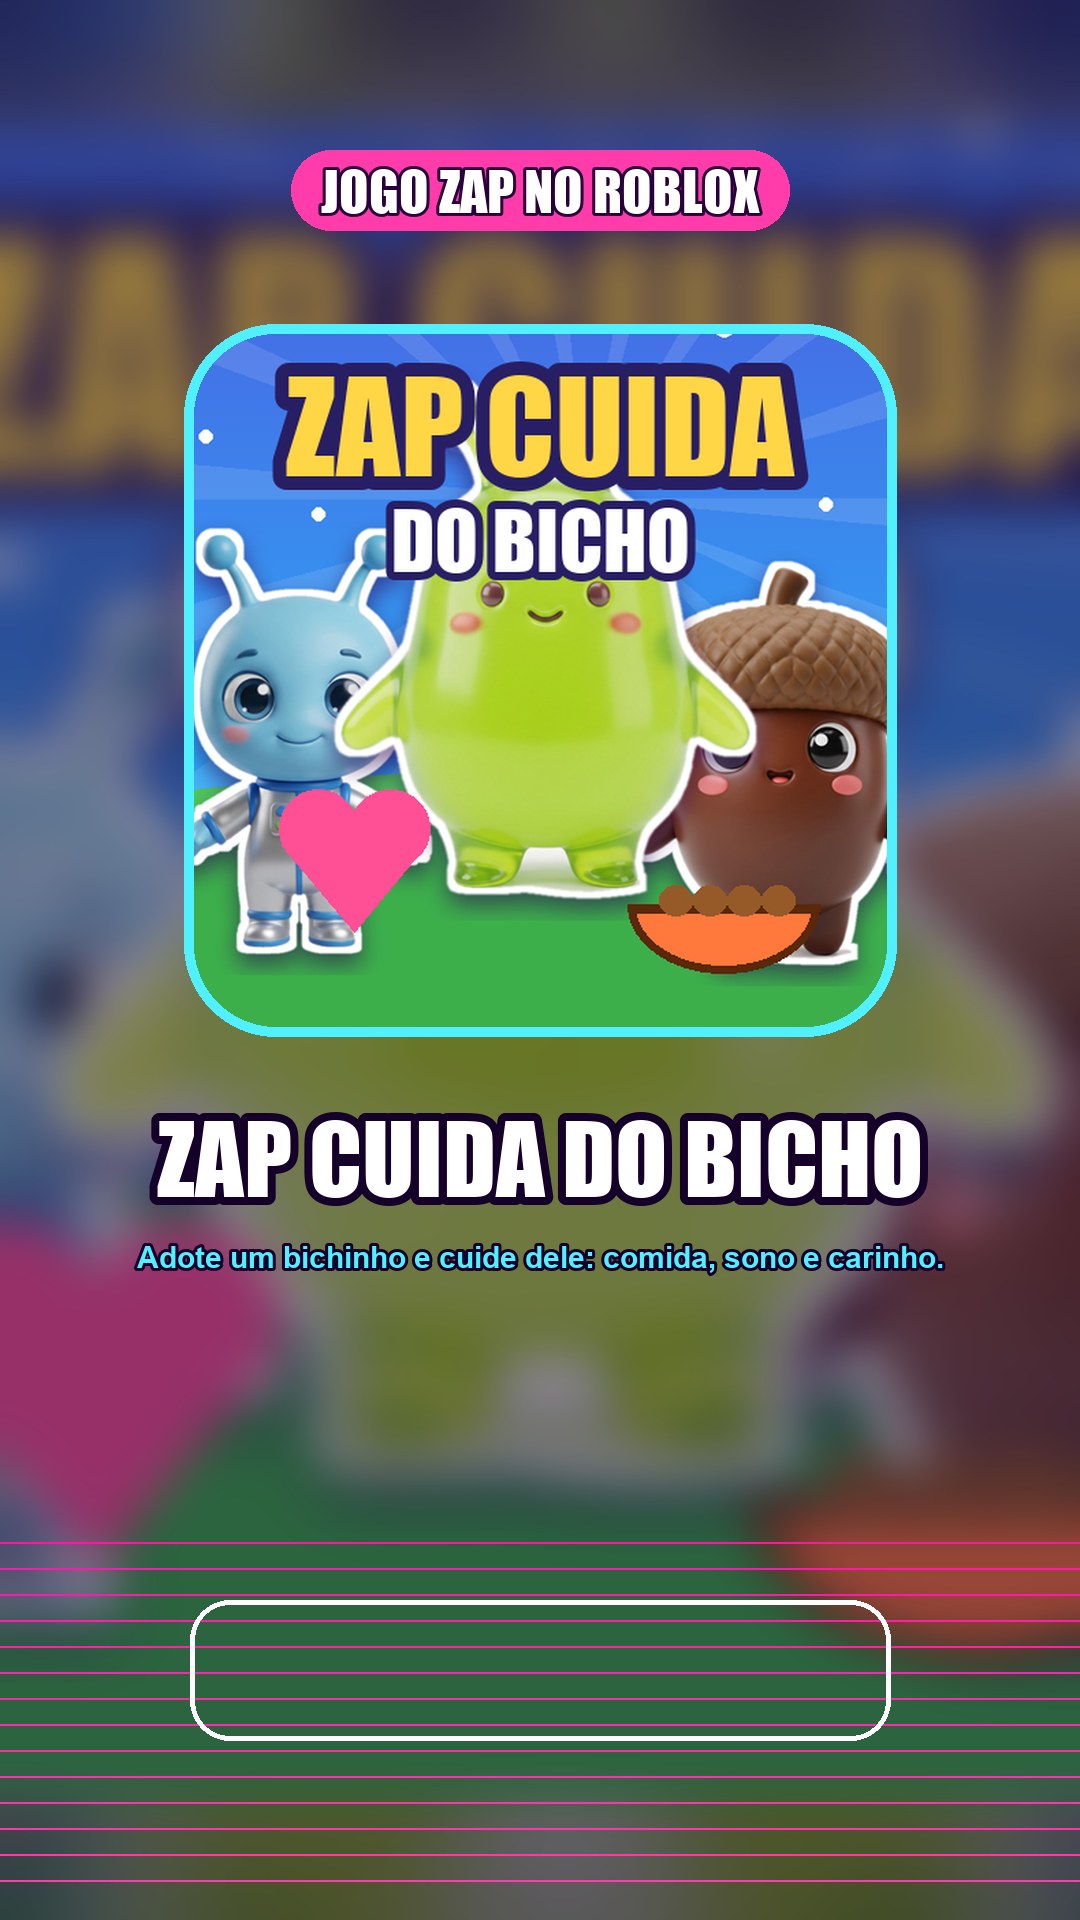 JOGO ZAP NO ROBLOX
ZAP CUIDA
DO BICHO
ZAP CUIDA DO BICHO
Adote um bichinho e cuide dele: comida, sono e carinho.